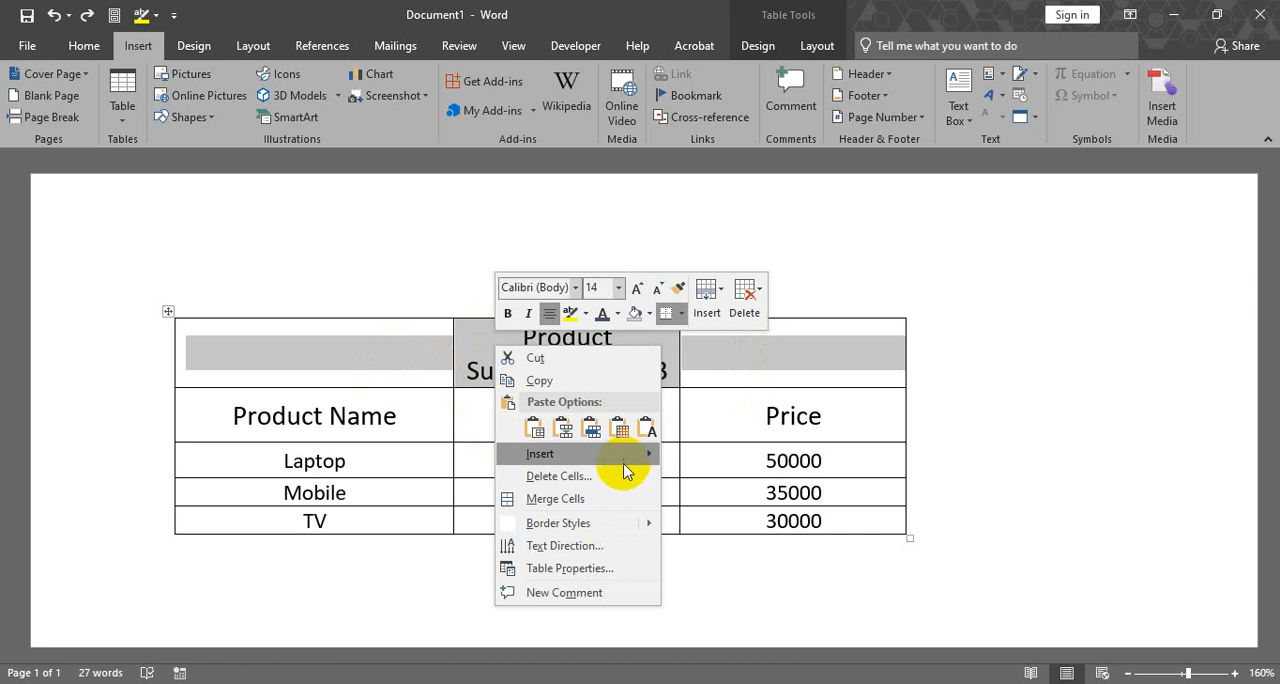 Document1 - Word
Table Tools
Sign in
File
Home
Insert
Design
Layout
References
Mailings
Review
View
Developer
Help
Acrobat
Design
Layout
Tell me what you want to do
Share
Cover Page
Blank Page
Page Break
Pages
Table
Tables
Pictures
Online Pictures
Shapes
Icons
3D Models
SmartArt
Chart
Screenshot
Illustrations
Get Add-ins
My Add-ins
Wikipedia
Add-ins
Online
Video
Media
Link
Bookmark
Cross-reference
Links
Comment
Comments
Header
Footer
Page Number
Header & Footer
Text
Box
Text
Equation
Symbol
Symbols
Insert
Media
Media
Calibri (Body)
14
B I
Insert
Delete
Product
Su
3
Cut
Copy
Paste Options:
Insert
Delete Cells...
Merge Cells
Border Styles
Text Direction...
Table Properties...
New Comment
Product Name
Price
Laptop
50000
Mobile
35000
TV
30000
Page 1 of 1
27 words
160%